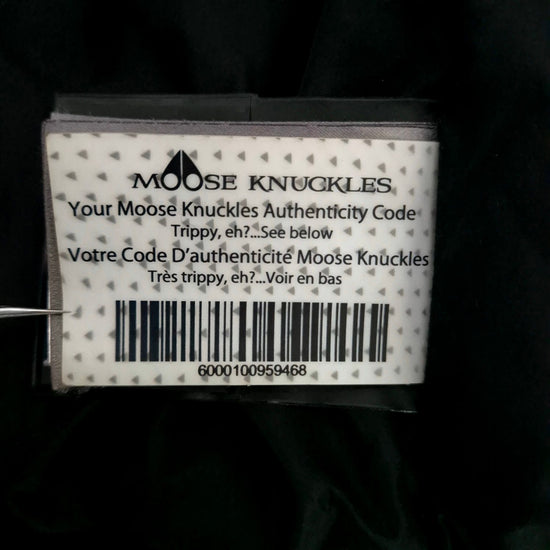 MOOSE KNUCKLES
Your Moose Knuckles Authenticity Code
Trippy, eh?...See below
Votre Code D'authenticité Moose Knuckles
Très trippy, eh?...Voir en bas
6000100959468